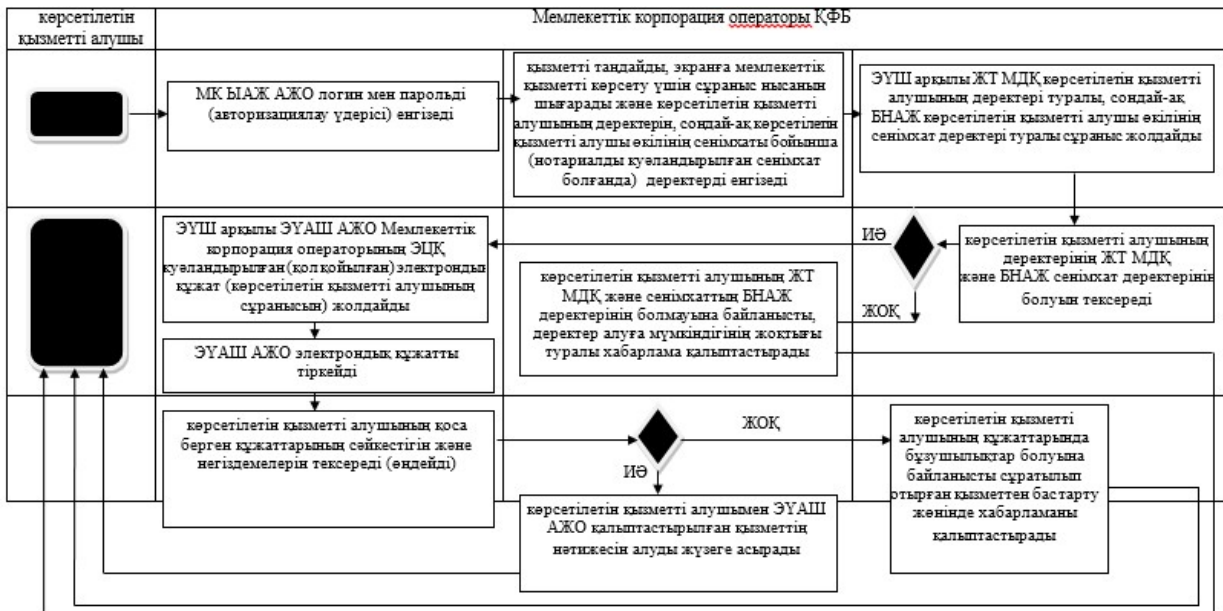 көрсетілетін
қызметті алушы
Мемлекеттік корпорация операторы ҚФБ
МК ЫАЖ АЖО логин мен парольді
(авторизациялау үдерісі) енгізеді
қызметті таңдайды, экранға мемлекеттік
қызметті көрсету үшін сұраныс нысанын
шығарады және көрсетілетін қызметті
алушының деректерін, сондай-ақ көрсетілетін
қызметті алушы өкілінің сенімхаты бойынша
(нотариалды куәландырылған сенімхат
болғанда) деректерді енгізеді
ЭҮШ арқылы ЖТ МДҚ көрсетілетін қызметті
алушының деректері туралы, сондай-ақ
БНАЖ көрсетілетін қызметті алушы өкілінің
сенімхат деректері туралы сұраныс жолдайды
ЭҮШ арқылы ЭҮАШ АЖО Мемлекеттік
корпорация операторының ЭЦҚ
куәландырылған (қол қойылған) электрондық
құжат (көрсетілетін қызметті алушының
сұранысын) жолдайды
ИӘ
көрсетілетін қызметті алушының
деректерінің ЖТ МДҚ
және БНАЖ сенімхат деректерінің
болуын тексереді
көрсетілетін қызметті алушының ЖТ
МДҚ және сенімхаттың БНАЖ
деректерінің болмауына байланысты,
деректер алуға мүмкіндігінің жоқтығы
туралы хабарлама қалыптастырады
ЖОҚ
ЭҮАШ АЖО электрондық құжатты
тіркейді
көрсетілетін қызметті алушының қоса
берген құжаттарының сәйкестігін және
негіздемелерін тексереді (өңдейді)
ЖОҚ
ИӘ
көрсетілетін қызметті
алушының құжаттарында
бұзушылықтар болуына
байланысты сұратылып
отырған қызметтен бас тарту
жөнінде хабарламаны
қалыптастырады
көрсетілетін қызметті алушымен ЭҮАШ
АЖО қалыптастырылған қызметтің
нәтижесін алуды жүзеге асырады